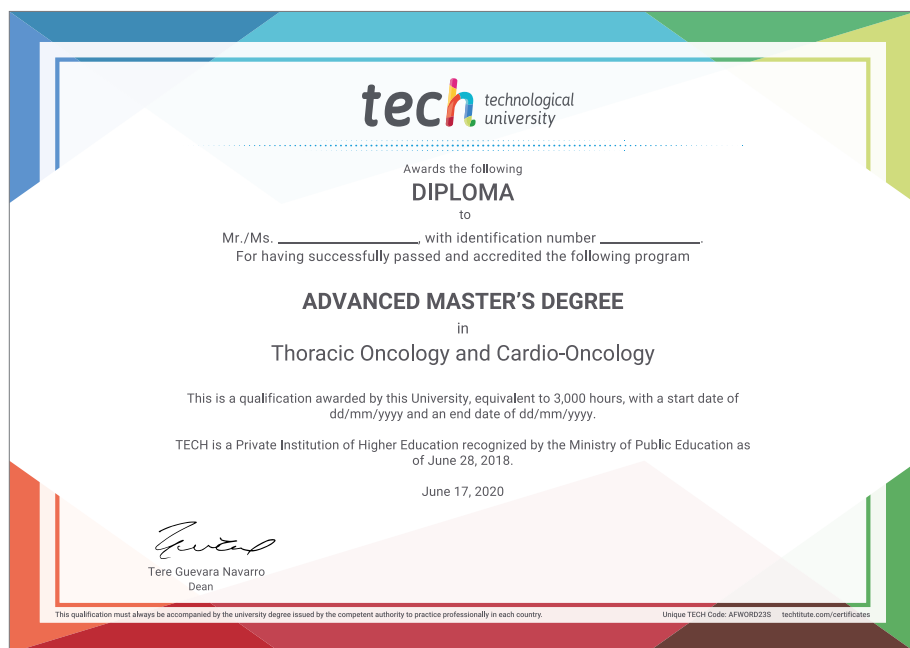 tech technological
university
Awards the following
DIPLOMA
to
Mr./Ms. ________________, with identification number ____________.
For having successfully passed and accredited the following program
ADVANCED MASTER'S DEGREE
in
Thoracic Oncology and Cardio-Oncology
This is a qualification awarded by this University, equivalent to 3,000 hours, with a start date of
dd/mm/yyyy and an end date of dd/mm/yyyy.
TECH is a Private Institution of Higher Education recognized by the Ministry of Public Education as
of June 28, 2018.
June 17, 2020
Tere Guevara Navarro
Dean
This qualification must always be accompanied by the university degree issued by the competent authority to practice professionally in each country.
Unique TECH Code: AFWORD23S techtitute.com/certificates